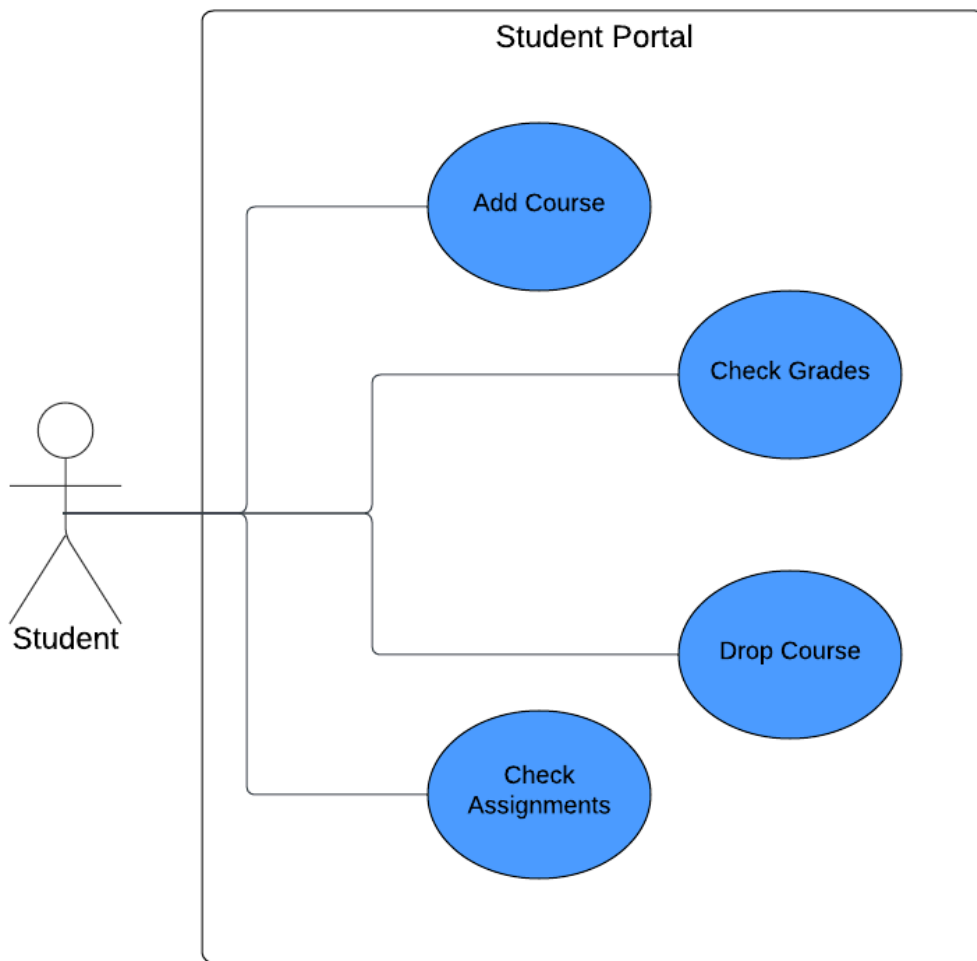 Student Portal
Add Course
Check Grades
Student
Drop Course
Check
Assignments